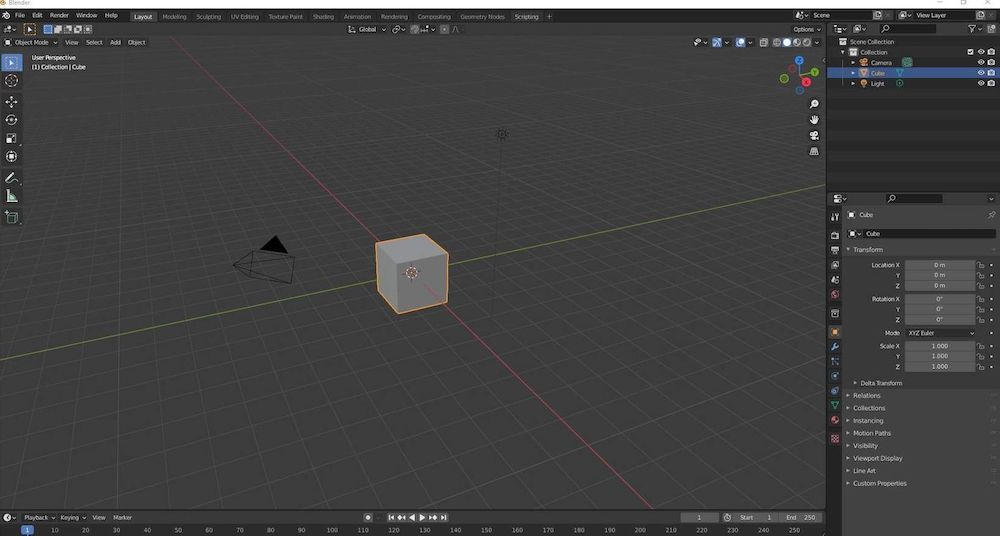 Blender
File Edit Render Window Help Layout Modeling Sculpting UV Editing Texture Paint Shading Animation Rendering Compositing Geometry Nodes Scripting + Scene View Layer
Global Options
Object Mode View Select Add Object
User Perspective
(1) Collection | Cube
Z
Y
X
Scene Collection
Collection
Camera
Cube
Light
Cube
Cube
Transform
Location X 0 m
Y 0 m
Z 0 m
Rotation X 0°
Y 0°
Z 0°
Mode XYZ Euler
Scale X 1.000
Y 1.000
Z 1.000
Delta Transform
Relations
Collections
Instancing
Motion Paths
Visibility
Viewport Display
Line Art
Custom Properties
Playback Keying View Marker 1 Start 1 End 250
1 10 20 30 40 50 60 70 80 90 100 110 120 130 140 150 160 170 180 190 200 210 220 230 240 250